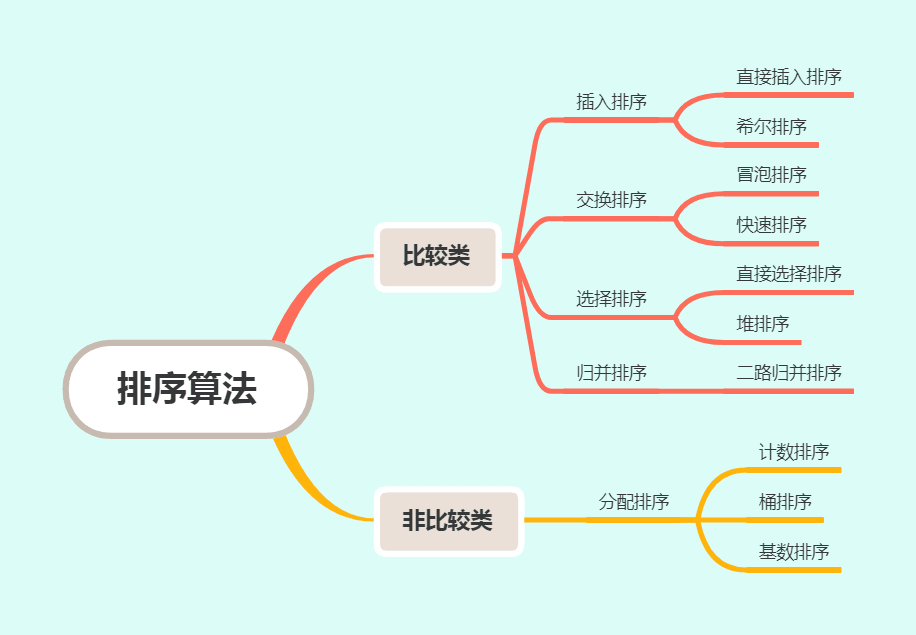 排序算法
比较类
插入排序
直接插入排序
希尔排序
交换排序
冒泡排序
快速排序
选择排序
直接选择排序
堆排序
归并排序
二路归并排序
非比较类
分配排序
计数排序
桶排序
基数排序